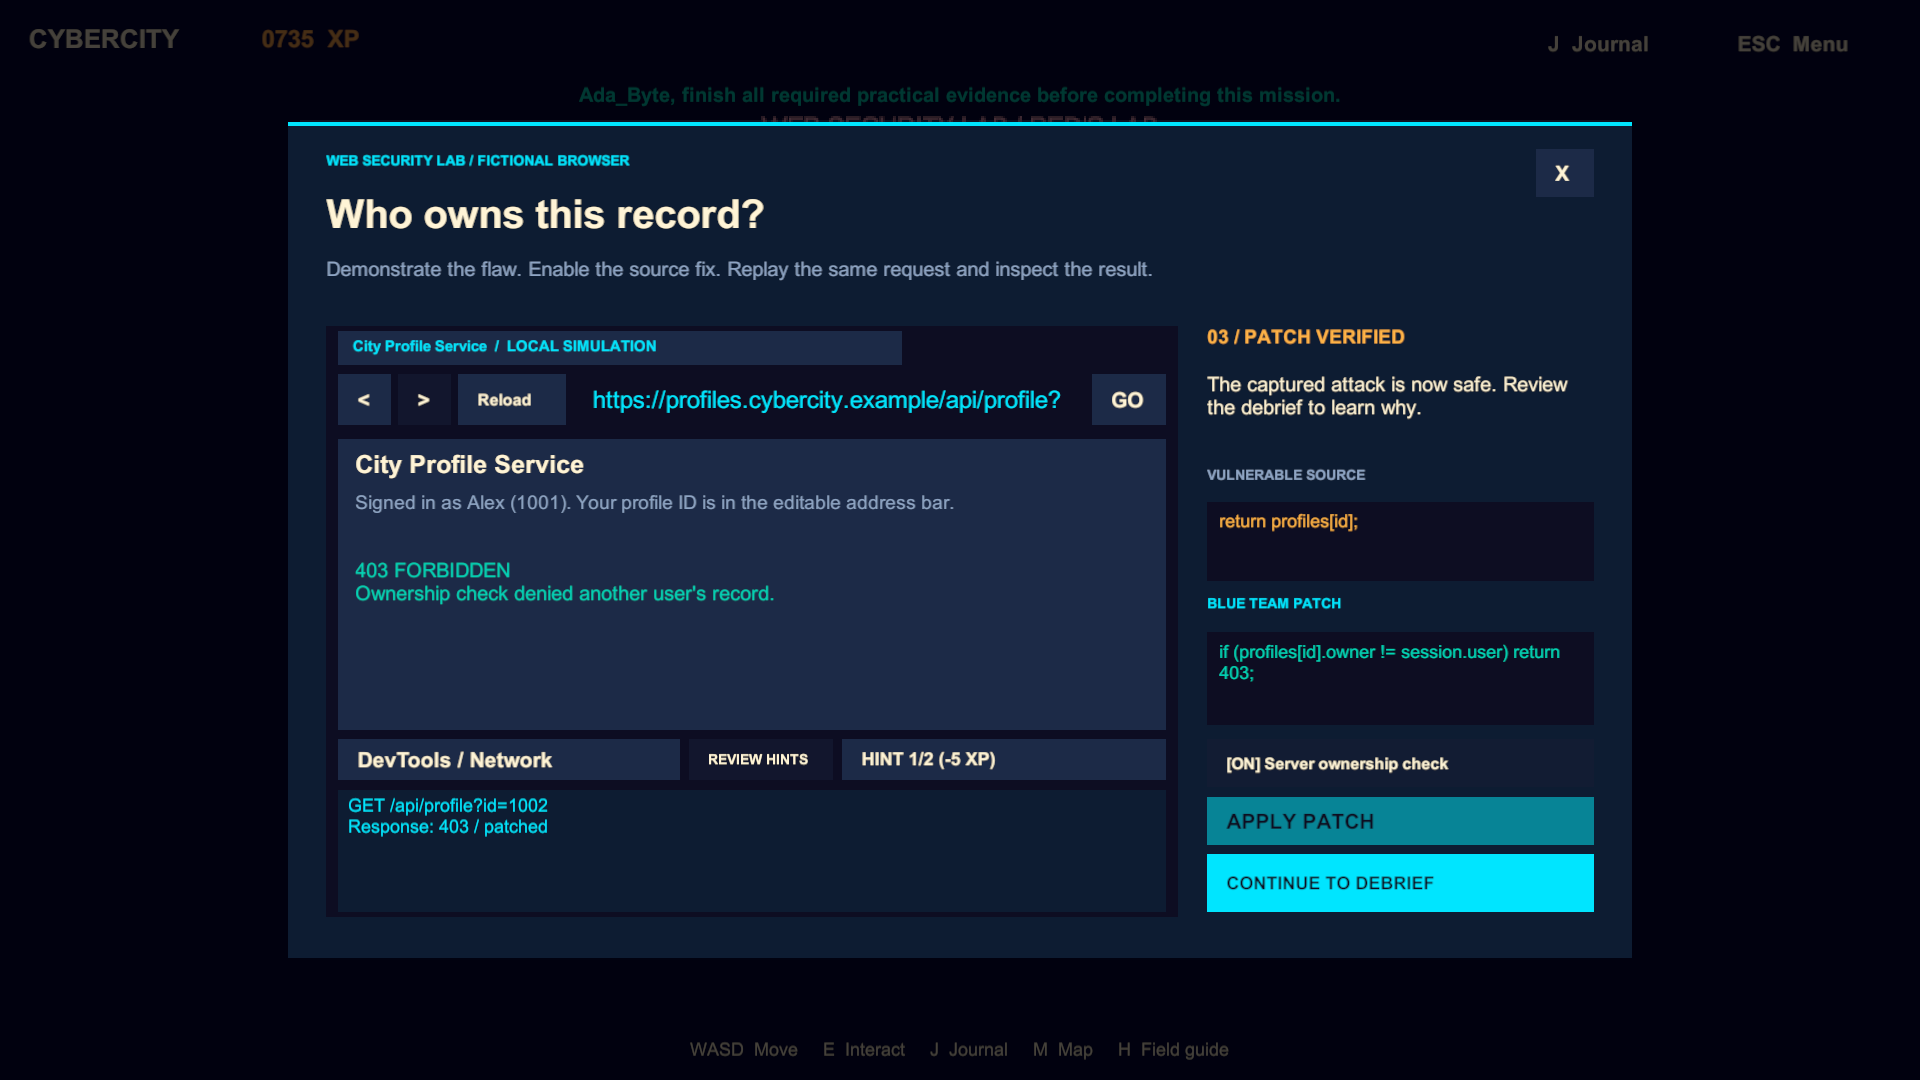 CYBERCITY
0735 XP
J Journal
ESC Menu
Ada_Byte, finish all required practical evidence before completing this mission.
WEB SECURITY LAB / FICTIONAL BROWSER
X
Who owns this record?
Demonstrate the flaw. Enable the source fix. Replay the same request and inspect the result.
City Profile Service / LOCAL SIMULATION
<
>
Reload
https://profiles.cybercity.example/api/profile?
GO
City Profile Service
Signed in as Alex (1001). Your profile ID is in the editable address bar.
403 FORBIDDEN
Ownership check denied another user's record.
DevTools / Network
REVIEW HINTS
HINT 1/2 (-5 XP)
GET /api/profile?id=1002
Response: 403 / patched
03 / PATCH VERIFIED
The captured attack is now safe. Review
the debrief to learn why.
VULNERABLE SOURCE
return profiles[id];
BLUE TEAM PATCH
if (profiles[id].owner != session.user) return
403;
[ON] Server ownership check
APPLY PATCH
CONTINUE TO DEBRIEF
WASD Move E Interact J Journal M Map H Field guide